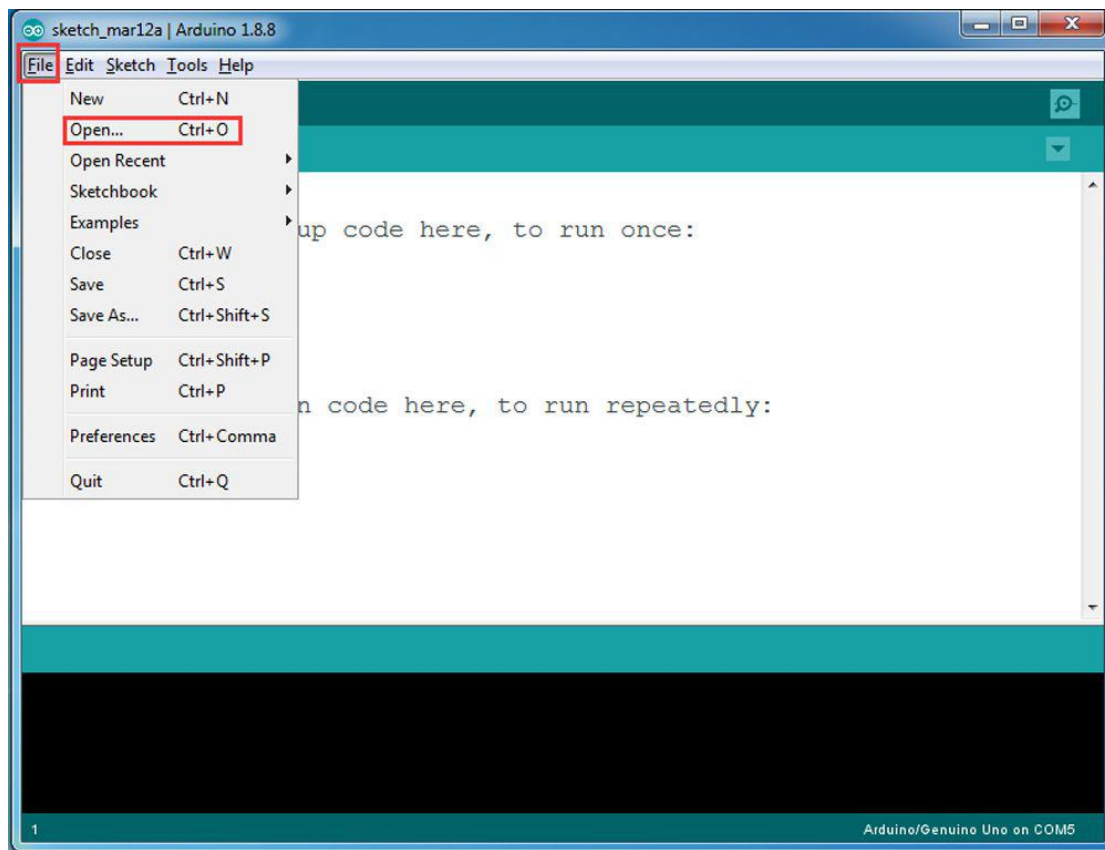 sketch_mar12a | Arduino 1.8.8
File Edit Sketch Tools Help
New Ctrl+N
Open... Ctrl+O
Open Recent
Sketchbook
Examples
Close Ctrl+W
Save Ctrl+S
Save As... Ctrl+Shift+S
Page Setup Ctrl+Shift+P
Print Ctrl+P
Preferences Ctrl+Comma
Quit Ctrl+Q
up code here, to run once:
n code here, to run repeatedly:
1 Arduino/Genuino Uno on COM5